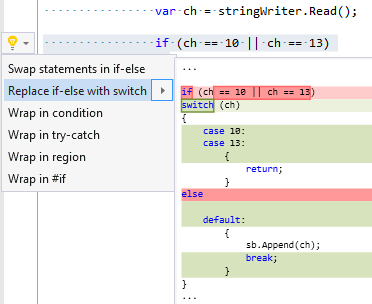 var ch = stringWriter.Read();
if (ch == 10 || ch == 13)
Swap statements in if-else
Replace if-else with switch
Wrap in condition
Wrap in try-catch
Wrap in region
Wrap in #if
...
if (ch == 10 || ch == 13)
switch (ch)
{
case 10:
case 13:
{
return;
}
else
default:
{
sb.Append(ch);
break;
}
}
...